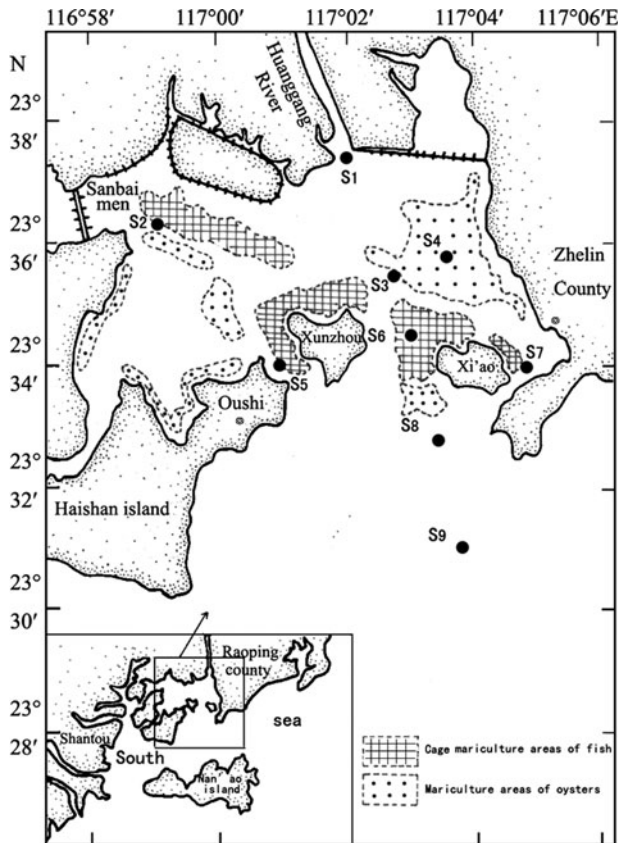 116°58′ 117°00′ 117°02′ 117°04′ 117°06′E
N
23°
38′
Huanggang
River
S1
Sanbai
men
S2
23°
36′
S4
S3
Zhelin
County
Xunzhou
S6
S7
23°
34′
Xi'ao
S5
Oushi
S8
23°
32′
Haishan island
S9
23°
30′
Raoping
county
sea
23°
28′
Shantou
South
Nan'ao
island
Cage mariculture areas of fish
Mariculture areas of oysters